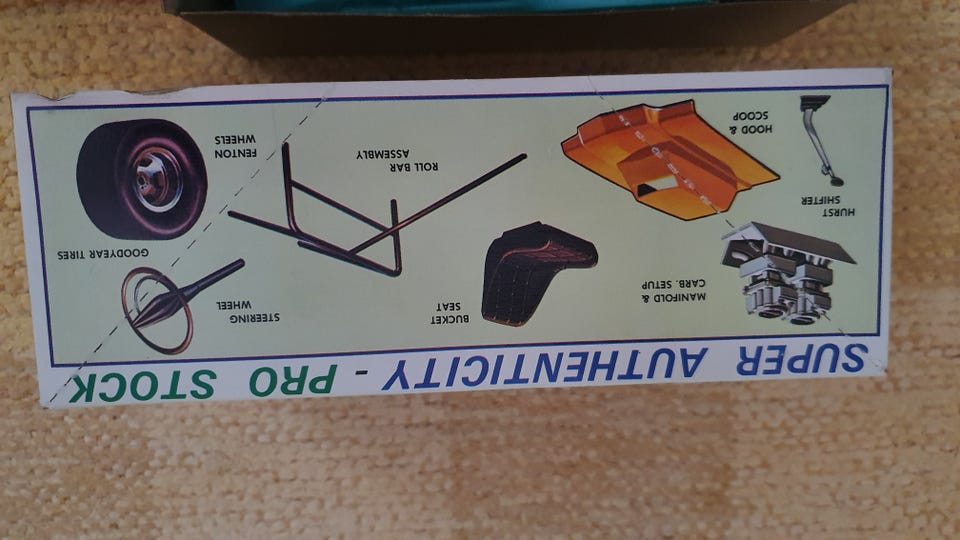 SUPER AUTHENTICITY - PRO STOCK
MANIFOLD &
CARB. SETUP
BUCKET
SEAT
STEERING
WHEEL
HURST
SHIFTER
HOOD &
SCOOP
ROLL BAR
ASSEMBLY
GOODYEAR TIRES
FENTON
WHEELS